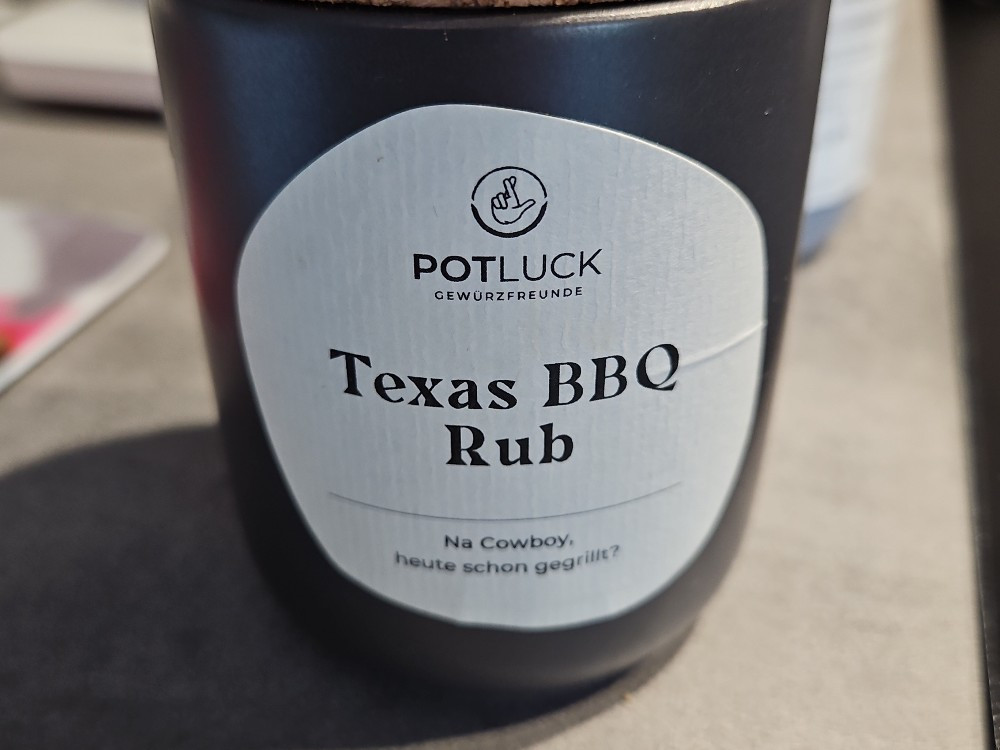 POTLUCK
GEWÜRZFREUNDE
Texas BBQ
Rub
Na Cowboy,
heute schon gegrillt?